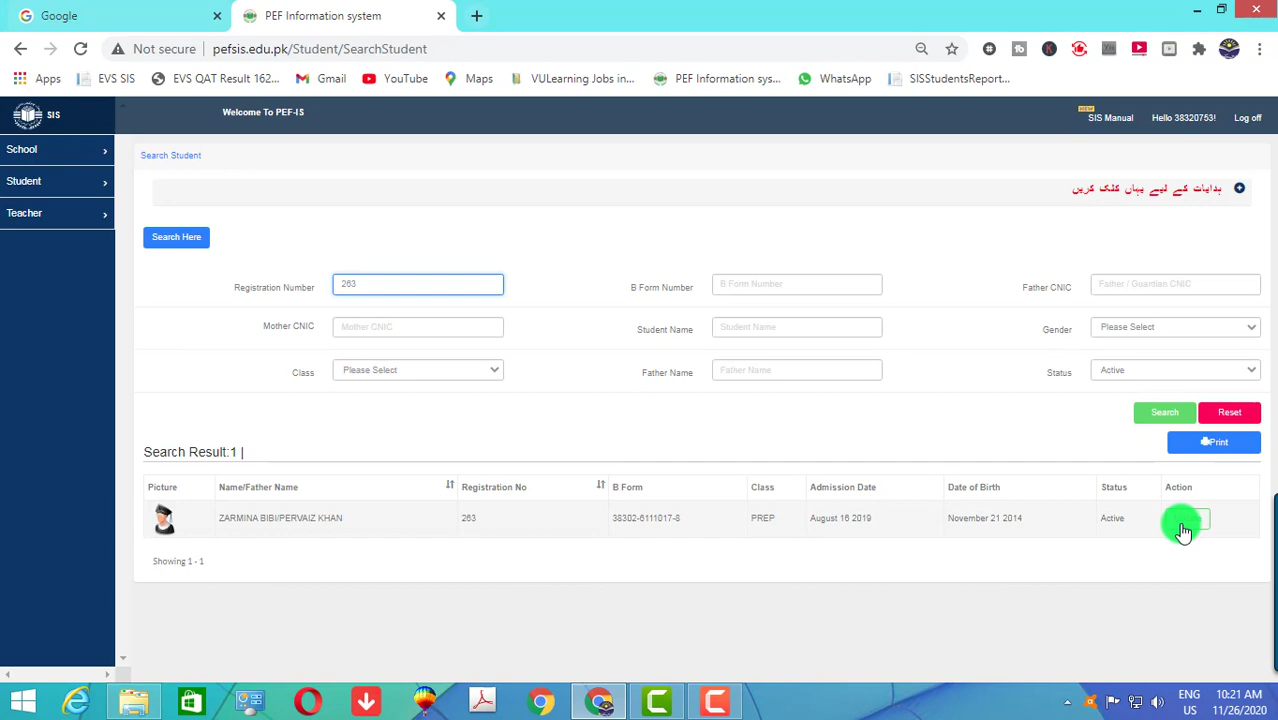 Google
PEF Information system
Not secure
pefsis.edu.pk/Student/SearchStudent
Apps
EVS SIS
EVS QAT Result 162...
Gmail
YouTube
Maps
VULearning Jobs in...
PEF Information sys...
WhatsApp
SISStudentsReport...
SIS
Welcome To PEF-IS
NEW
SIS Manual
Hello 38320753!
Log off
School
Student
Teacher
Search Student
ہدایات کے لیے یہاں کلک کریں
Search Here
Registration Number
263
B Form Number
B Form Number
Father CNIC
Father / Guardian CNIC
Mother CNIC
Mother CNIC
Student Name
Student Name
Gender
Please Select
Class
Please Select
Father Name
Father Name
Status
Active
Search
Reset
Print
Search Result:1 |
Picture
Name/Father Name
Registration No
B Form
Class
Admission Date
Date of Birth
Status
Action
ZARMINA BIBI/PERVAIZ KHAN
263
38302-6111017-8
PREP
August 16 2019
November 21 2014
Active
Showing 1 - 1
ENG
10:21 AM
US
11/26/2020